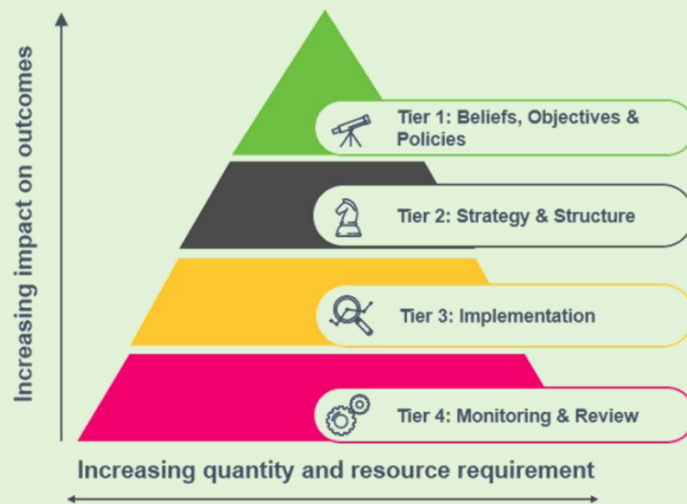 Increasing impact on outcomes
Tier 1: Beliefs, Objectives &
Policies
Tier 2: Strategy & Structure
Tier 3: Implementation
Tier 4: Monitoring & Review
Increasing quantity and resource requirement